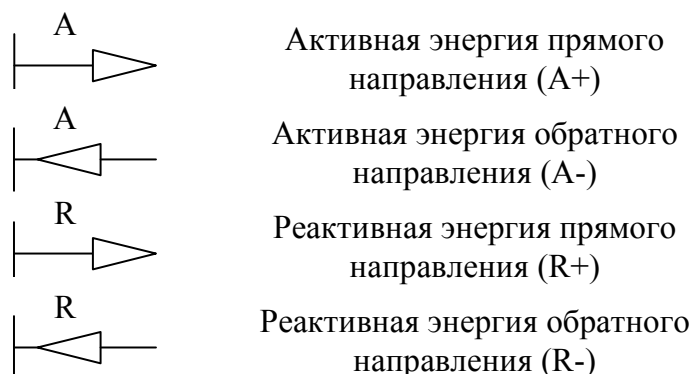 A
Активная энергия прямого
направления (A+)
A
Активная энергия обратного
направления (A-)
R
Реактивная энергия прямого
направления (R+)
R
Реактивная энергия обратного
направления (R-)